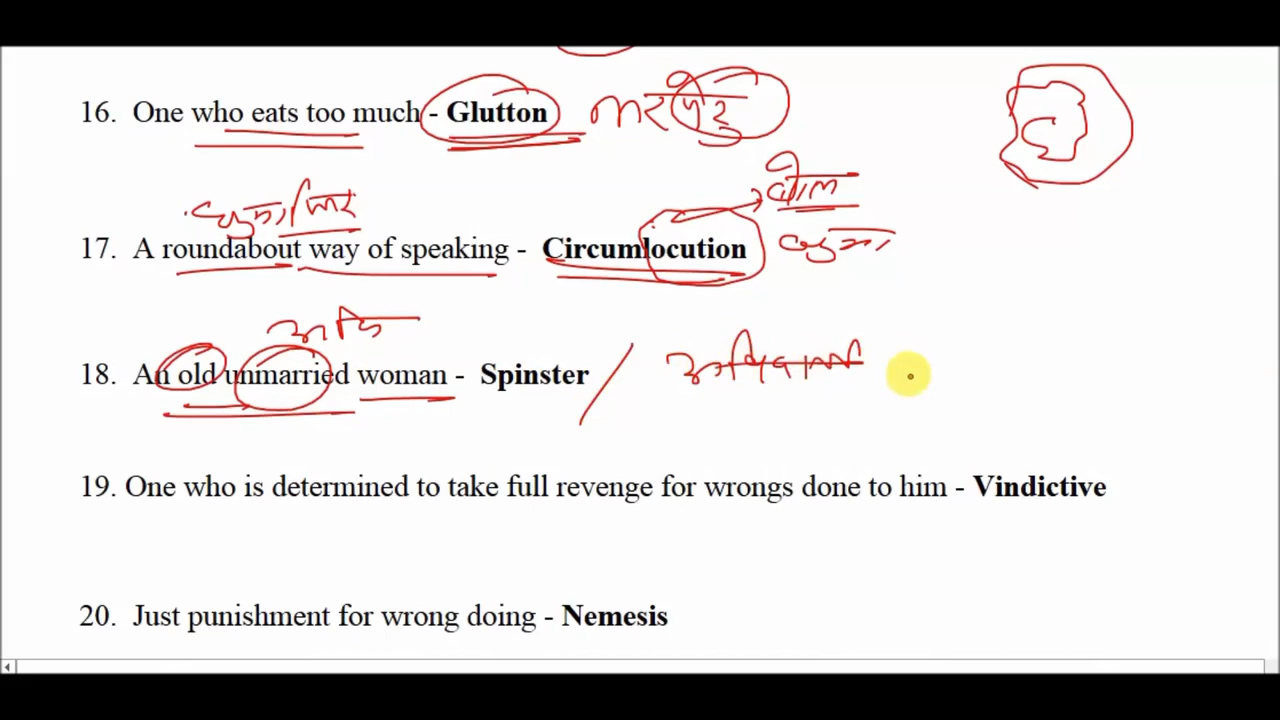 16. One who eats too much - Glutton
17. A roundabout way of speaking - Circumlocution
18. An old unmarried woman - Spinster /
19. One who is determined to take full revenge for wrongs done to him - Vindictive
20. Just punishment for wrong doing - Nemesis